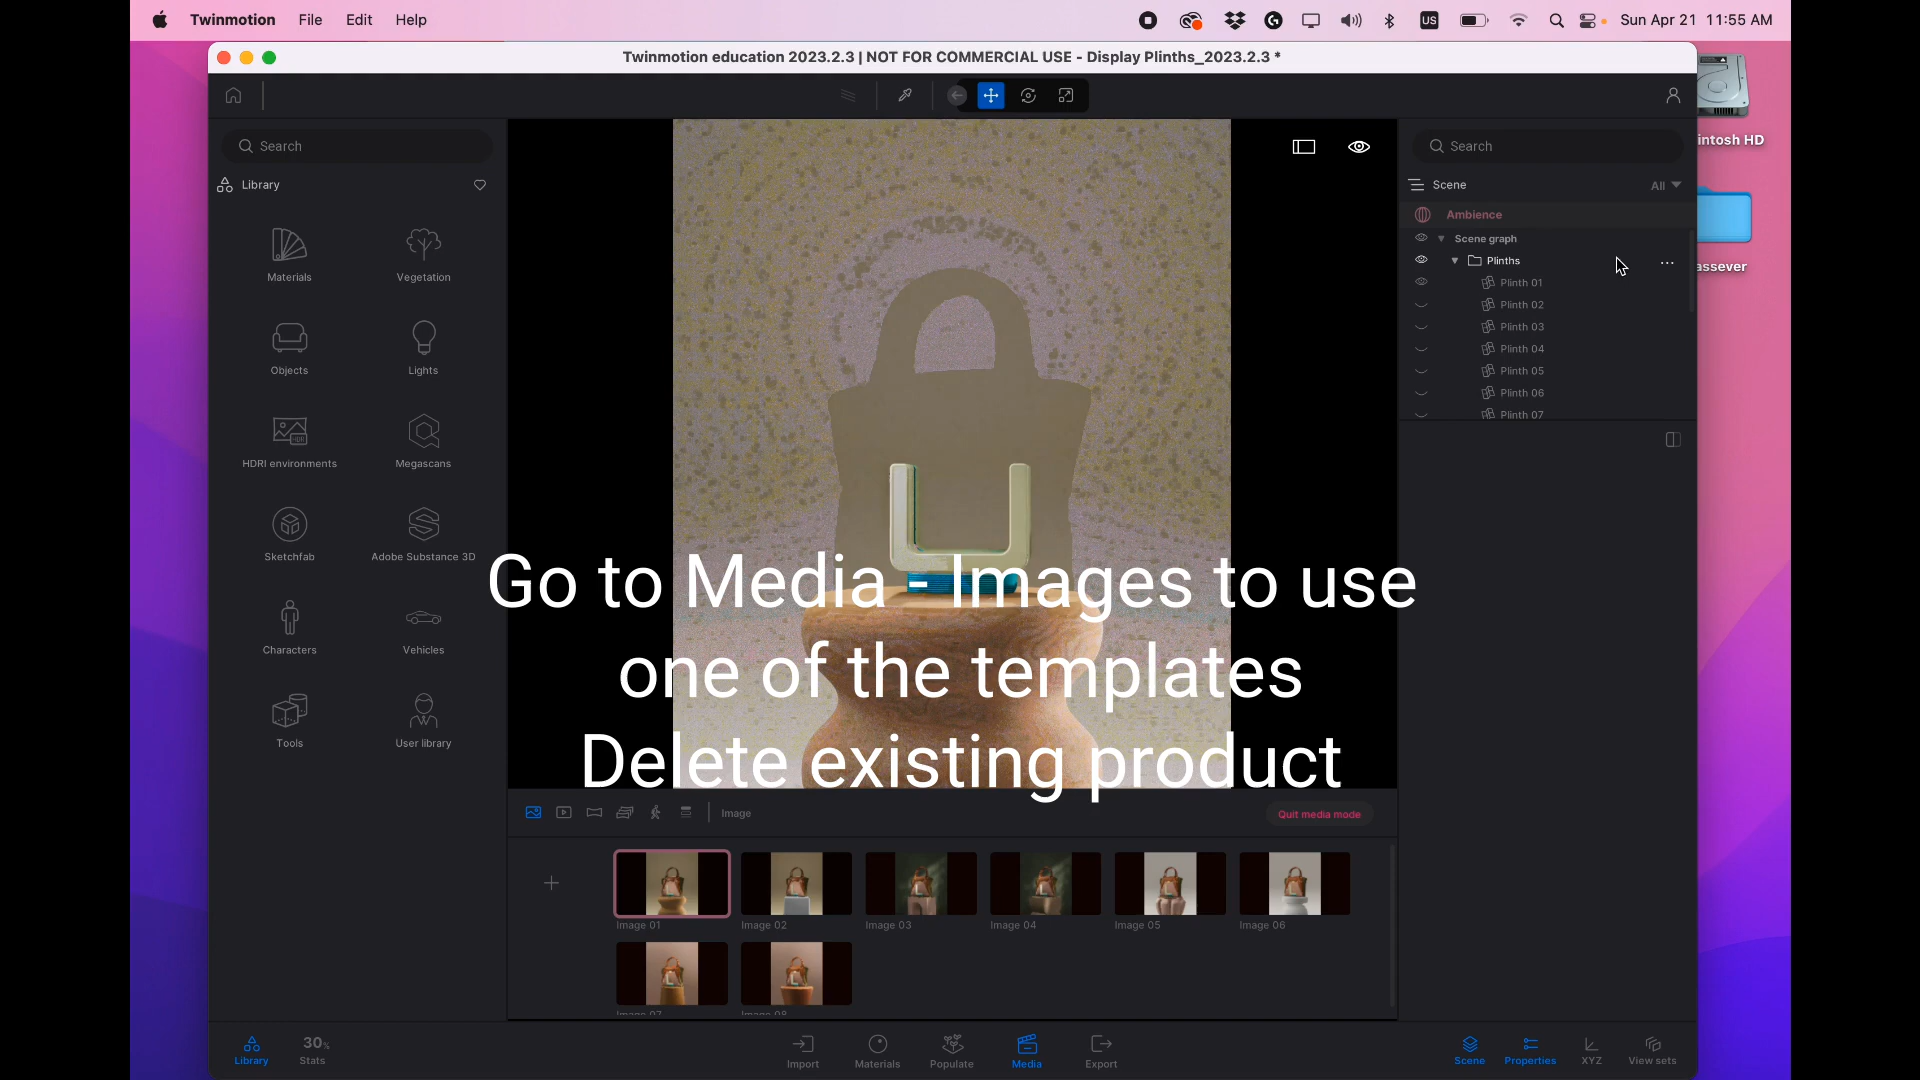 Twinmotion File Edit Help
US
Sun Apr 21 11:55 AM
Twinmotion education 2023.2.3 | NOT FOR COMMERCIAL USE - Display Plinths_2023.2.3 *
Search
Library
Materials
Vegetation
Objects
Lights
HDRI environments
Megascans
Sketchfab
Adobe Substance 3D
Characters
Vehicles
Tools
User library
Search
Scene
All
Ambience
Scene graph
Plinths
Plinth 01
Plinth 02
Plinth 03
Plinth 04
Plinth 05
Plinth 06
Plinth 07
intosh HD
assever
Go to Media - Images to use
one of the templates
Delete existing product
Image
Quit media mode
Image 01
Image 02
Image 03
Image 04
Image 05
Image 06
Image 07
Image 08
Library
30%
Stats
Import
Materials
Populate
Media
Export
Scene
Properties
XYZ
View sets